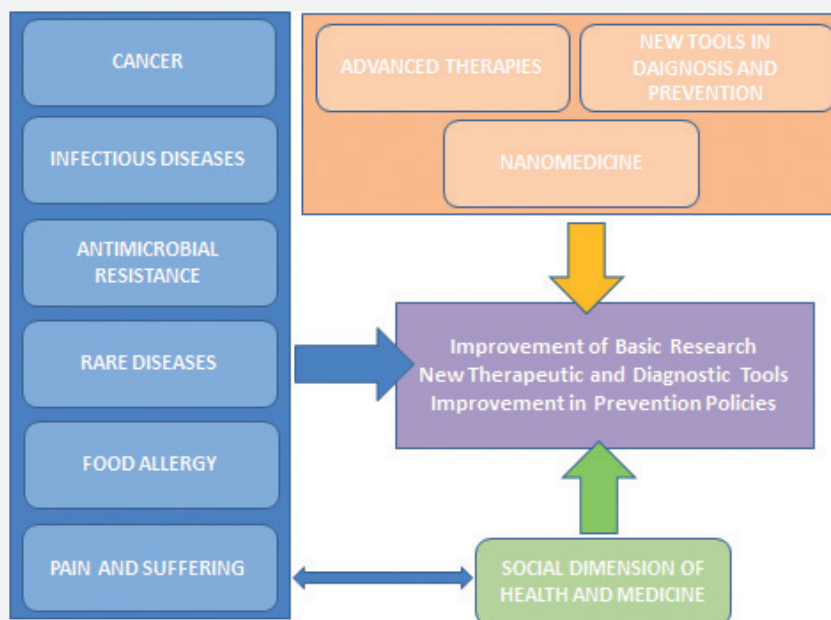 CANCER
INFECTIOUS DISEASES
ANTIMICROBIAL
RESISTANCE
RARE DISEASES
FOOD ALLERGY
PAIN AND SUFFERING
ADVANCED THERAPIES
NEW TOOLS IN
DAIGNOSIS AND
PREVENTION
NANOMEDICINE
Improvement of Basic Research
New Therapeutic and Diagnostic Tools
Improvement in Prevention Policies
SOCIAL DIMENSION OF
HEALTH AND MEDICINE